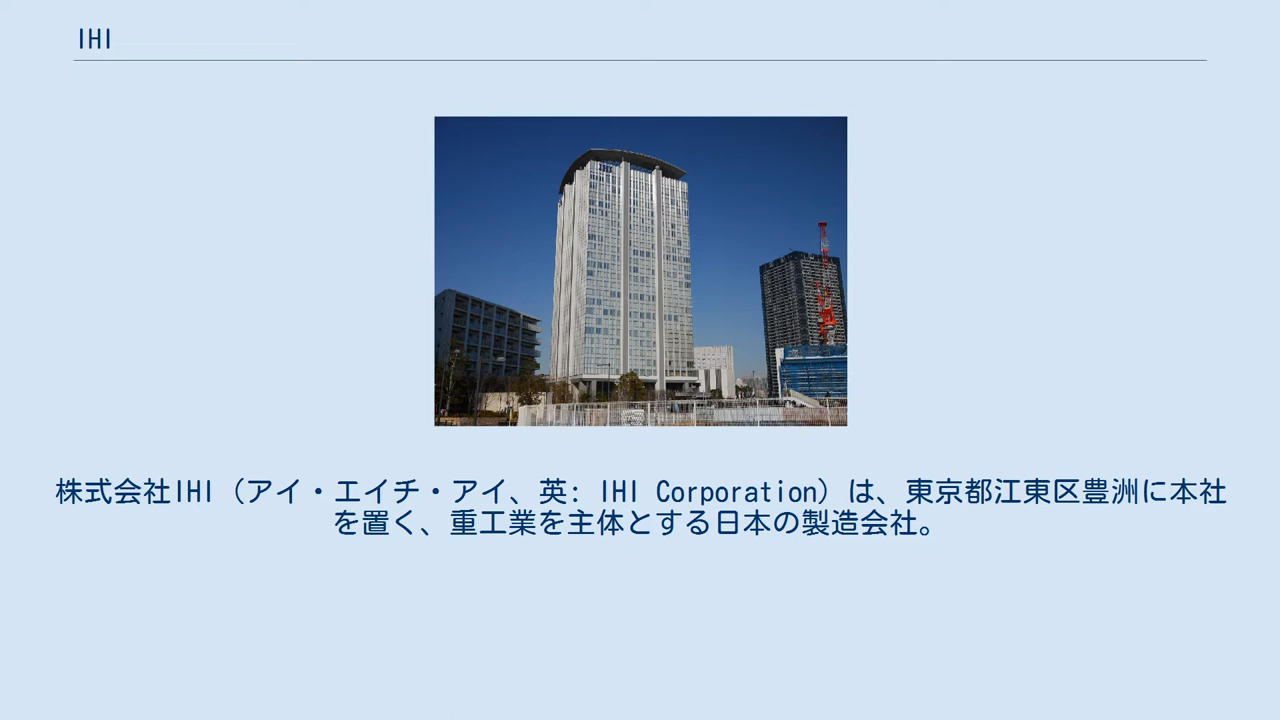 IHI
IHI
株式会社IHI（アイ・エイチ・アイ、英: IHI Corporation）は、東京都江東区豊洲に本社
を置く、重工業を主体とする日本の製造会社。